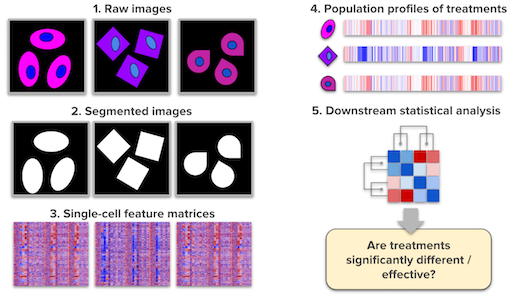 1. Raw images
2. Segmented images
3. Single-cell feature matrices
4. Population profiles of treatments
5. Downstream statistical analysis
Are treatments
significantly different /
effective?